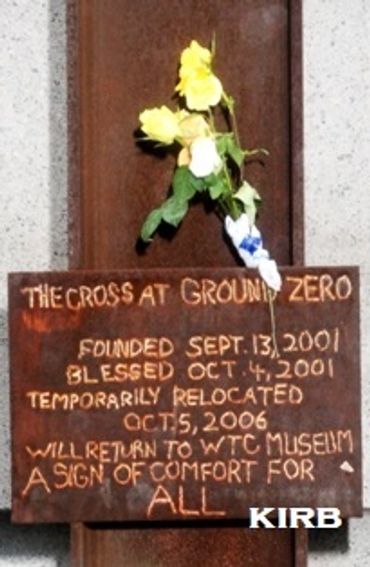 THE CROSS AT GROUND ZERO
FOUNDED SEPT. 13, 2001
BLESSED OCT. 4, 2001
TEMPORARILY RELOCATED
OCT. 5, 2006
WILL RETURN TO WTC MUSEUM
A SIGN OF COMFORT FOR
ALL
KIRB